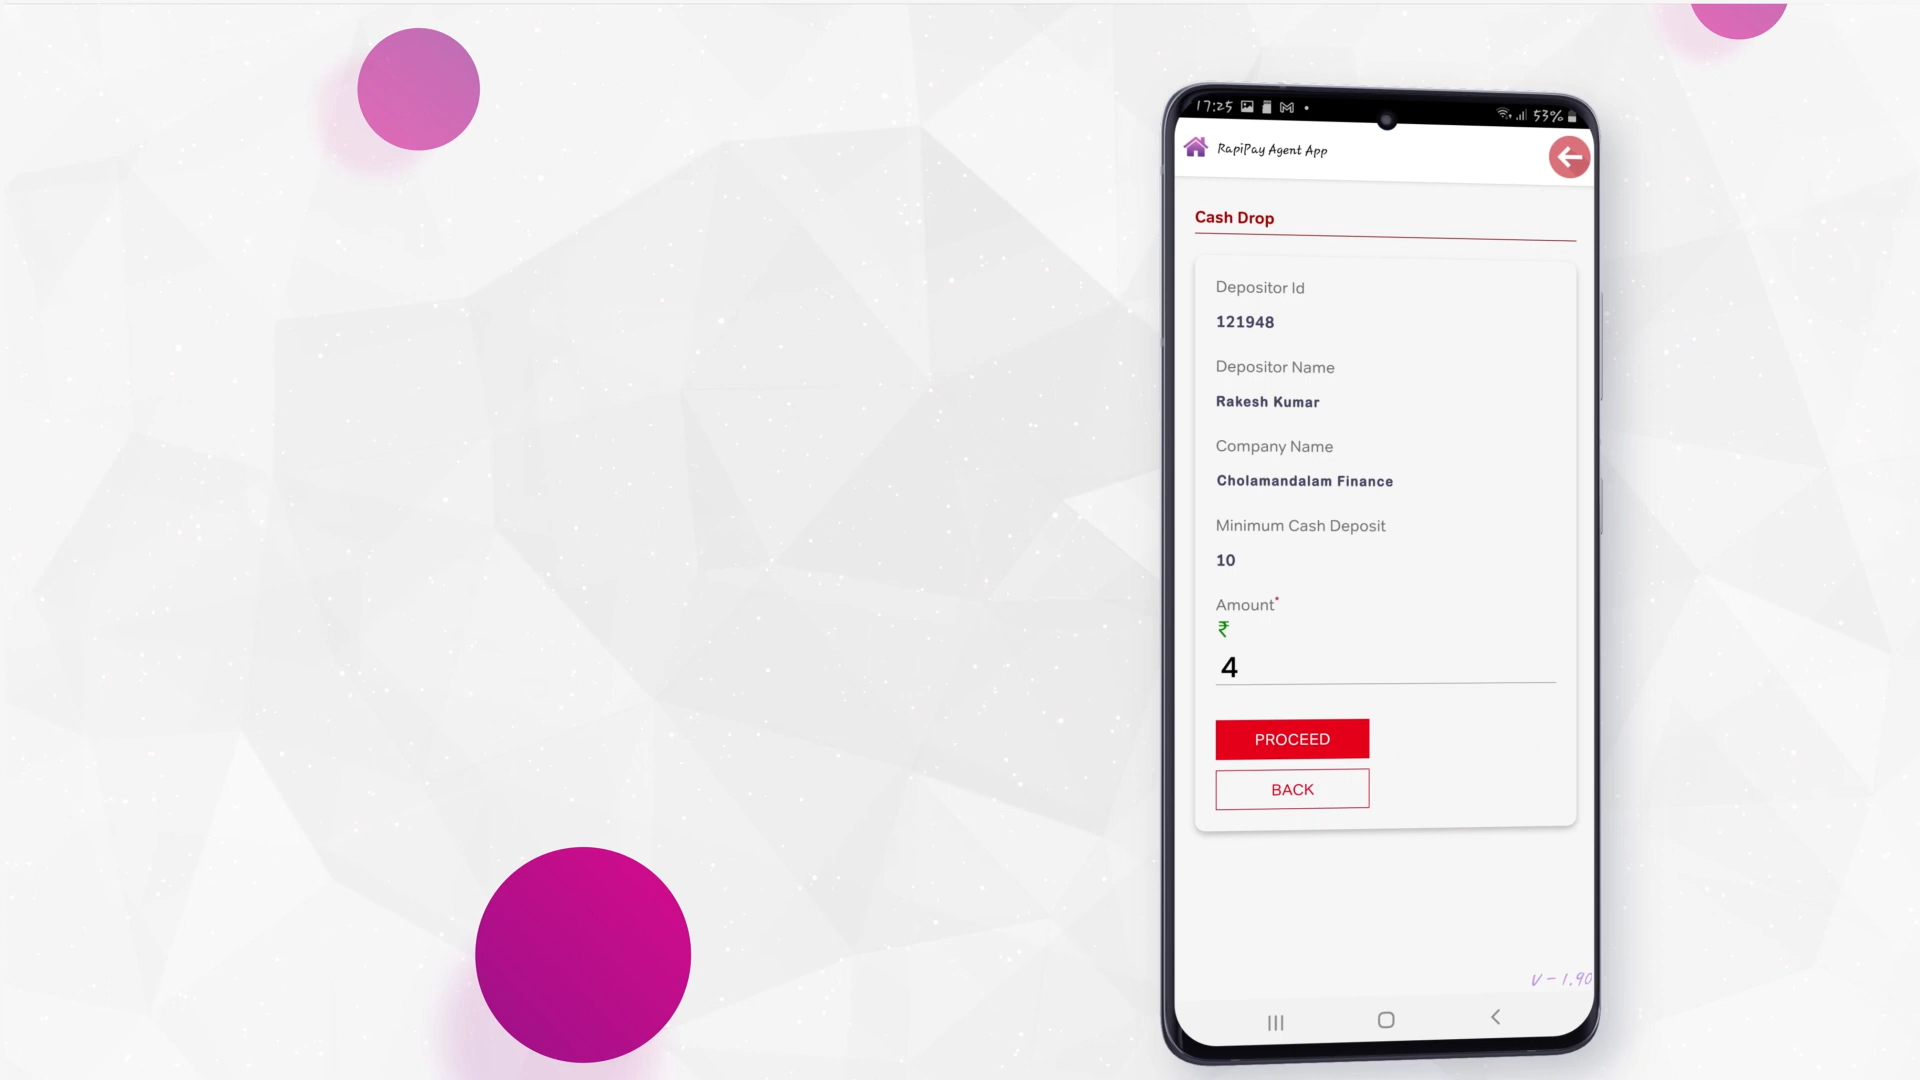 17:25
53%
RapiPay Agent App
Cash Drop
Depositor Id
121948
Depositor Name
Rakesh Kumar
Company Name
Cholamandalam Finance
Minimum Cash Deposit
10
Amount*
₹
4
PROCEED
BACK
V - 1.90